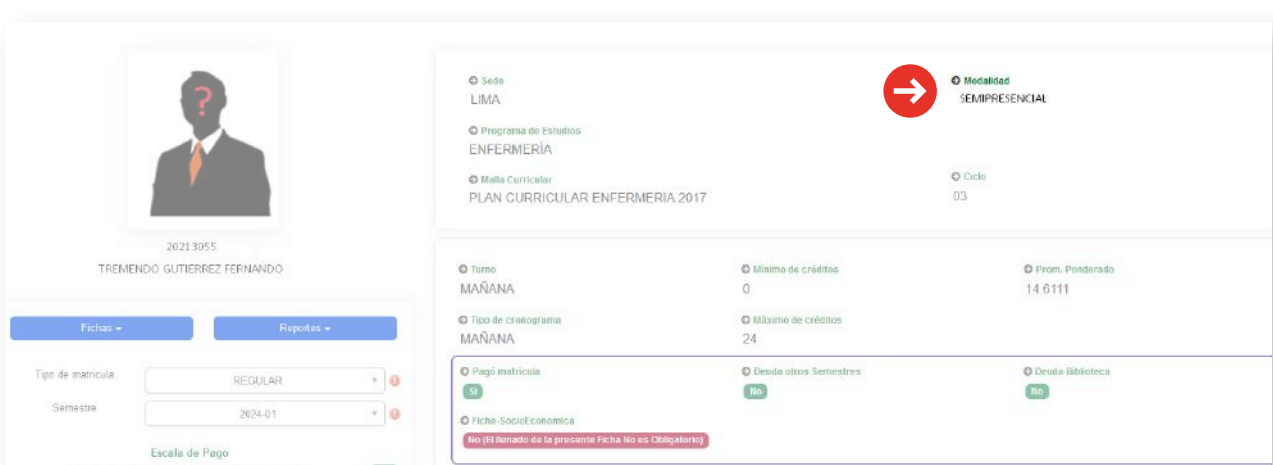 ?
20213055
TREMENDO GUTIERREZ FERNANDO
Fichas
Reportes
Tipo de matricula
REGULAR
Semestre
2024-01
Escala de Pago
Sede
LIMA
Modalidad
SEMIPRESENCIAL
Programa de Estudios
ENFERMERÍA
Malla Curricular
PLAN CURRICULAR ENFERMERIA 2017
Ciclo
03
Turno
MAÑANA
Mínimo de créditos
0
Prom. Ponderado
14.6111
Tipo de cronograma
MAÑANA
Máximo de créditos
24
Pagó matricula
SI
Deuda otros Semestres
No
Deuda Biblioteca
No
Ficha-SocioEconomica
No (El llenado de la presente Ficha No es Obligatorio)